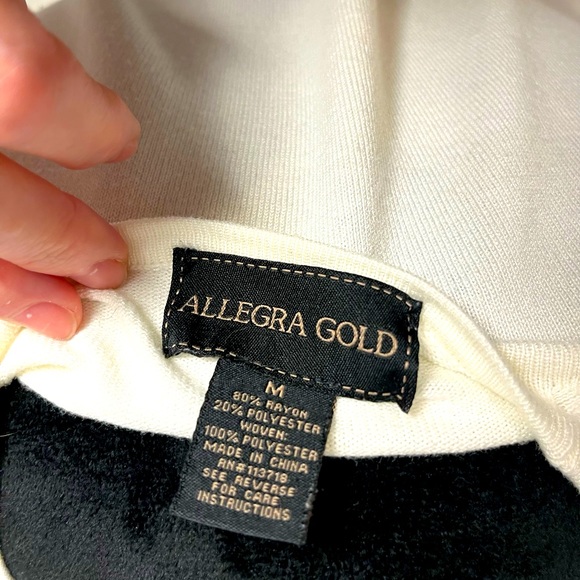 ALLEGRA GOLD
M
80% RAYON
20% POLYESTER
WOVEN:
100% POLYESTER
MADE IN CHINA
RN#113718
SEE REVERSE
FOR CARE
INSTRUCTIONS